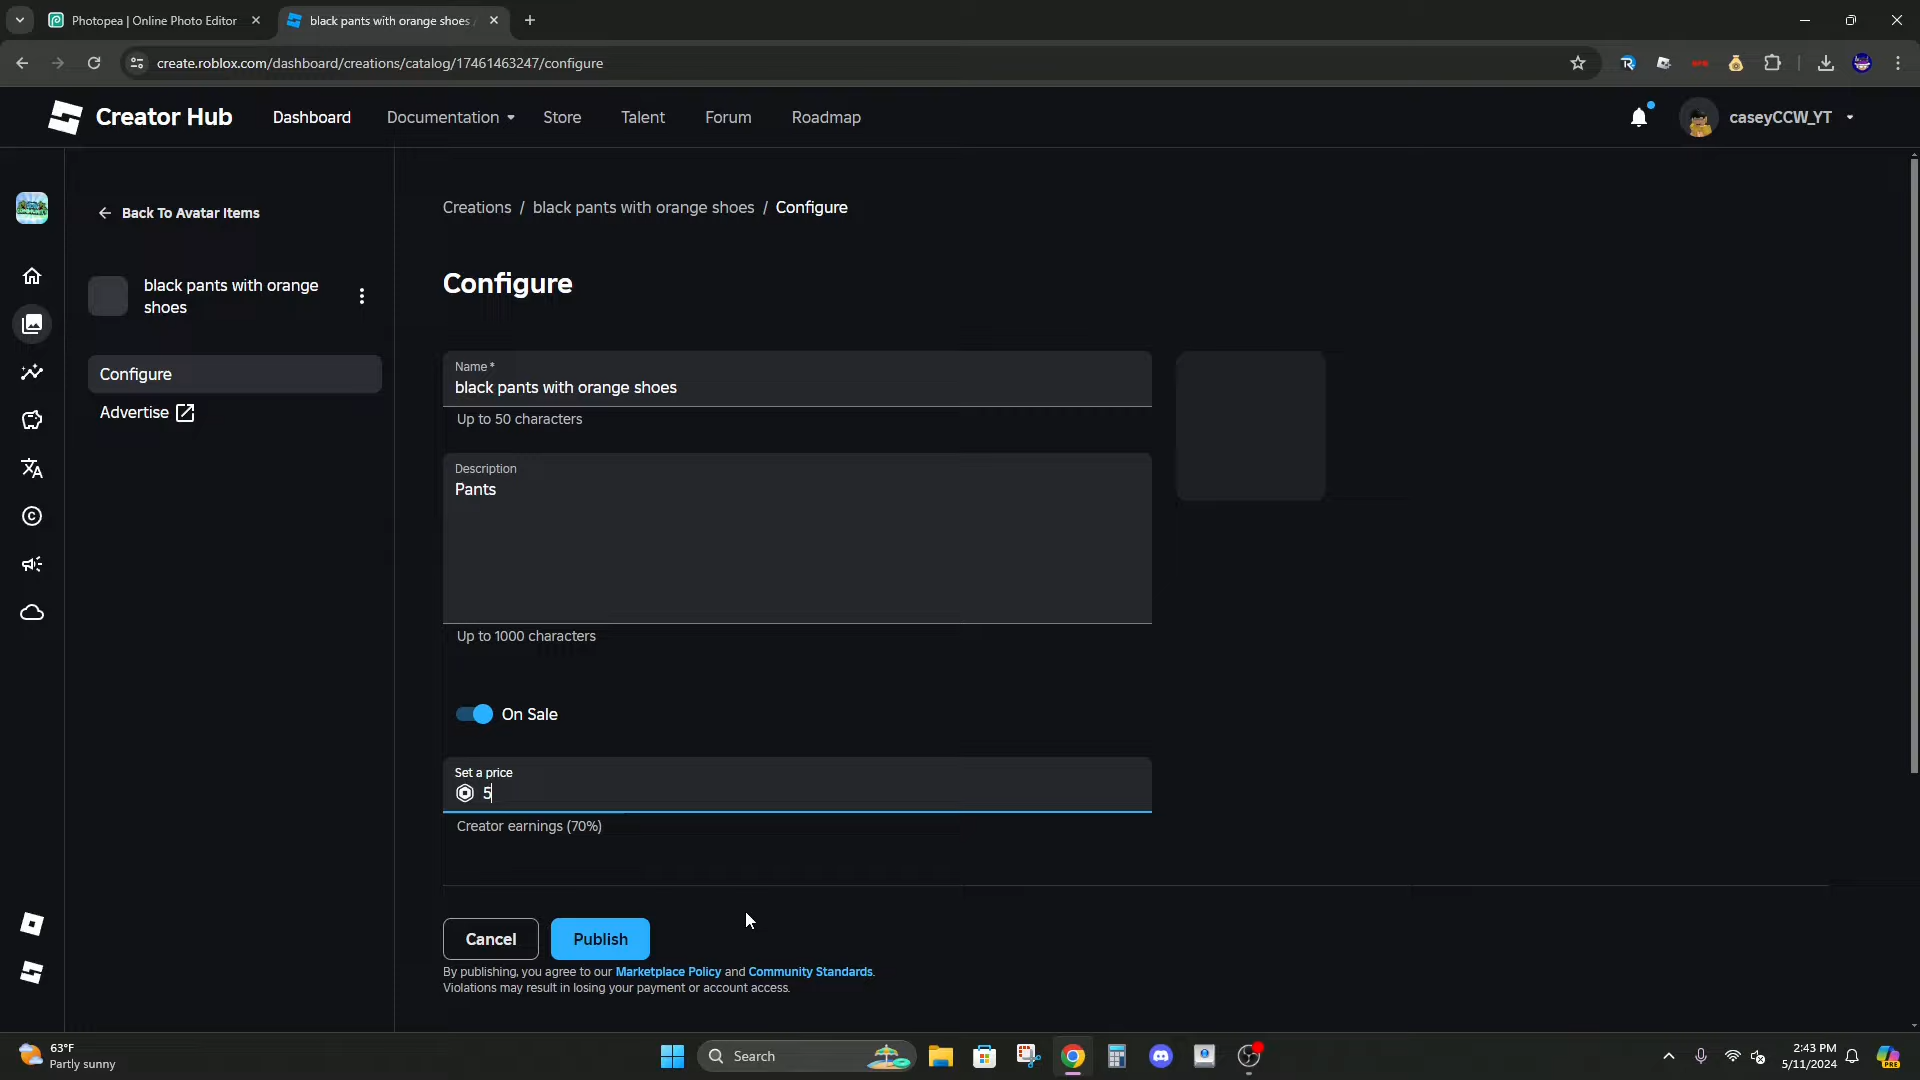 Photopea | Online Photo Editor
black pants with orange shoes
create.roblox.com/dashboard/creations/catalog/17461463247/configure
Creator Hub
Dashboard
Documentation
Store
Talent
Forum
Roadmap
caseyCCW_YT
Back To Avatar Items
black pants with orange
shoes
Configure
Advertise
Creations / black pants with orange shoes / Configure
Configure
Name*
black pants with orange shoes
Up to 50 characters
Description
Pants
Up to 1000 characters
On Sale
Set a price
5
Creator earnings (70%)
Cancel
Publish
By publishing, you agree to our Marketplace Policy and Community Standards.
Violations may result in losing your payment or account access.
63°F
Partly sunny
Search
2:43 PM
5/11/2024
PRE